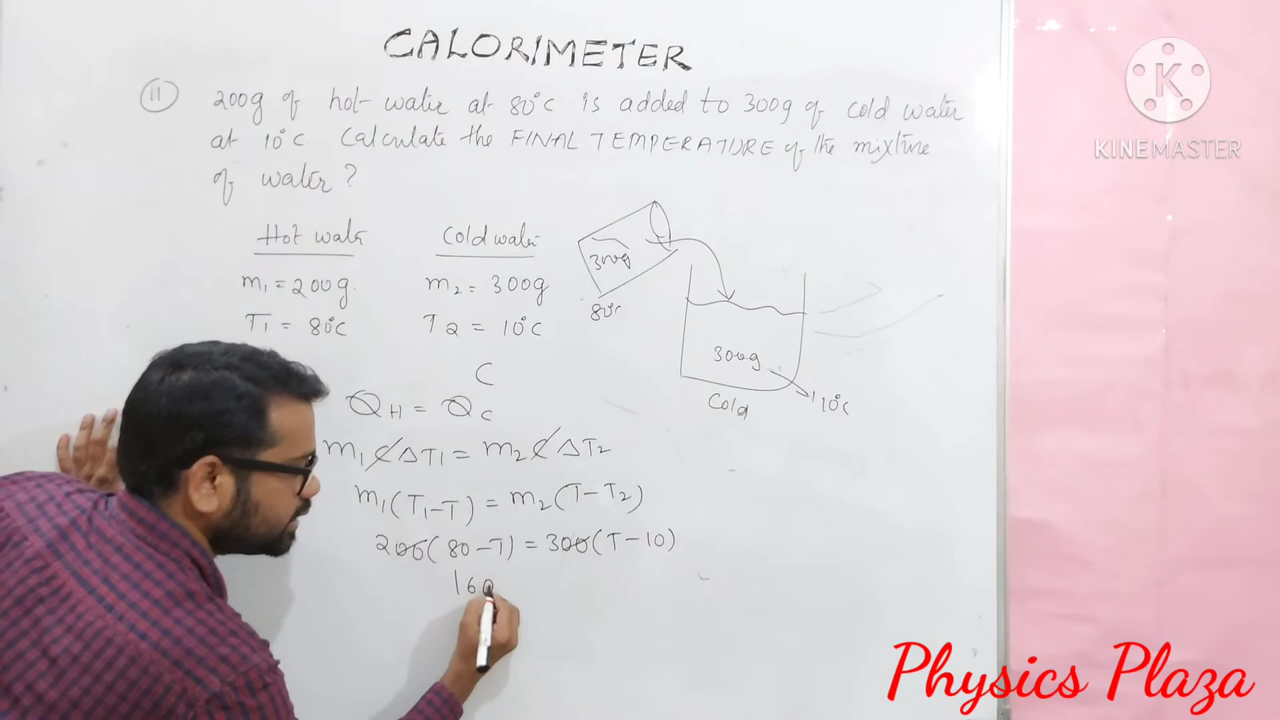 CALORIMETER
11 200g of hot water at 80°C is added to 300g of cold water
at 10°C Calculate the FINAL TEMPERATURE of the mixture
of water?
Hot water
m1 = 200g.
T1 = 80°C
Cold water
m2 = 300g
T2 = 10°C
300g
80°C
300g
10°C
Cold
C
QH = QC
m1 C ΔT1 = m2 C ΔT2
m1(T1-T) = m2(T-T2)
200(80-T) = 300(T-10)
160
K
KINEMASTER
Physics Plaza